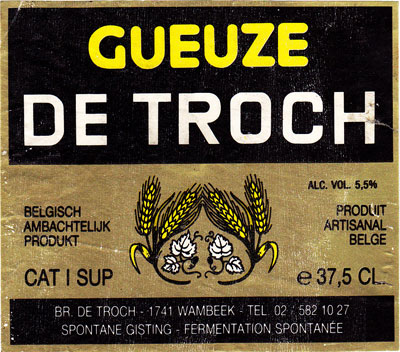 GUEUZE
DE TROCH
ALC. VOL. 5,5%
BELGISCH
AMBACHTELIJK
PRODUKT
PRODUIT
ARTISANAL
BELGE
CAT I SUP
℮ 37,5 CL.
BR. DE TROCH - 1741 WAMBEEK - TEL. 02 / 582 10 27
SPONTANE GISTING - FERMENTATION SPONTANÉE